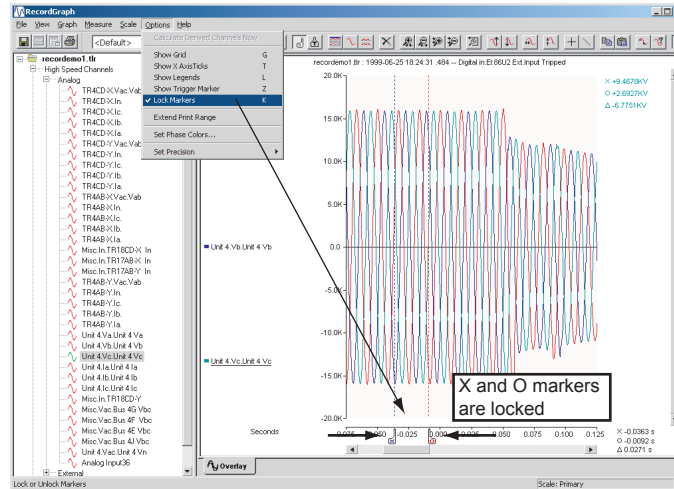 RecordGraph
File View Graph Measure Scale Options Help
<Default>
Calculate Derived Channels Now
Show Grid G
Show X AxisTicks T
Show Legends L
Show Trigger Marker Z
Lock Markers K
Extend Print Range
Set Phase Colors...
Set Precision
recordemo1.tlr
High Speed Channels
Analog
TR4CD-X.Vac.Vab
TR4CD-X.In.
TR4CD-X.Ic.
TR4CD-X.Ib.
TR4CD-X.Ia.
TR4CD-Y.Vac.Vab
TR4CD-Y.In.
TR4CD-Y.Ic.
TR4CD-Y.Ib.
TR4CD-Y.Ia.
TR4AB-X.Vac.Vab
TR4AB-X.In.
TR4AB-X.Ic.
TR4AB-X.Ib.
TR4AB-X.Ia.
Misc.In.TR18CD-X In
Misc.In.TR17AB-X In
Misc.In.TR17AB-Y In
TR4AB-Y.Vac.Vab
TR4AB-Y.In.
TR4AB-Y.Ic.
TR4AB-Y.Ib.
TR4AB-Y.Ia.
Unit 4.Va.Unit 4 Va
Unit 4.Vb.Unit 4 Vb
Unit 4.Vc.Unit 4 Vc
Unit 4.Ia.Unit 4 Ia
Unit 4.Ib.Unit 4 Ib
Unit 4.Ic.Unit 4 Ic
Misc.In.TR18CD-Y
Misc.Vac.Bus 4G Vbc
Misc.Vac.Bus 4F Vbc
Misc.Vac.Bus 4E Vbc
Misc.Vac.Bus 4J Vbc
Unit 4.Vac.Unit 4 Vn
Analog Input36
External
recordemo1.tlr : 1999-06-25 18:24:31 .484 -- Digital in:Et86U2 Ext.Input Tripped
X +9.4678KV
O +2.6927KV
Δ -6.7751KV
20.0K
15.0K
10.0K
5.0K
0.0
-5.0K
-10.0K
-15.0K
-20.0K
Unit 4.Vb.Unit 4 Vb
Unit 4.Vc.Unit 4 Vc
X and O markers
are locked
Seconds
-0.025 0.000 0.050 0.075 0.100 0.125
X O
X -0.0363 s
O -0.0092 s
Δ 0.0271 s
Overlay
Lock or Unlock Markers
Scale: Primary